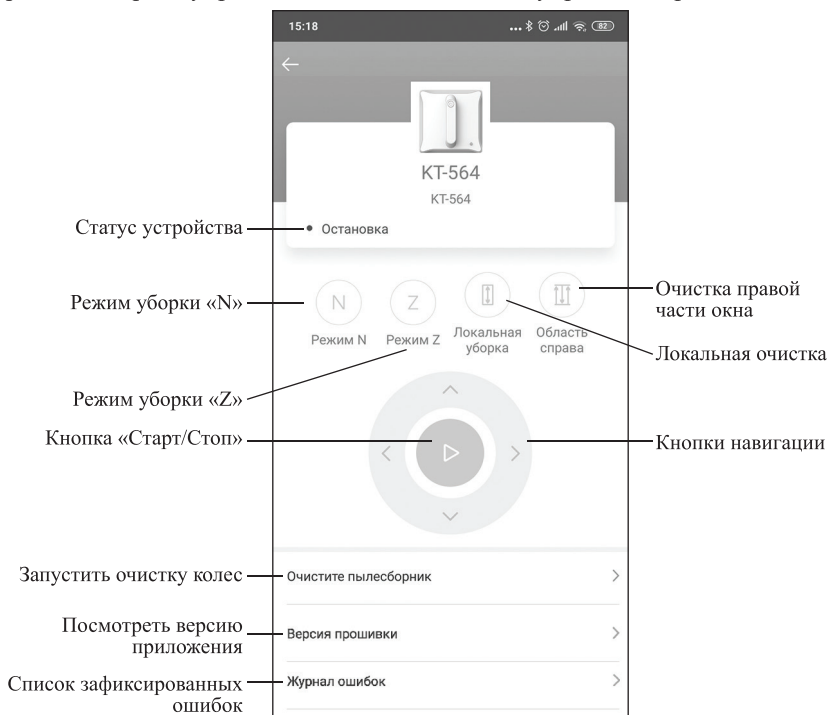 15:18
82
KT-564
KT-564
Статус устройства
Остановка
Режим уборки «N»
N
Z
Очистка правой
части окна
Режим N
Режим Z
Локальная
уборка
Область
справа
Локальная очистка
Режим уборки «Z»
Кнопка «Старт/Стоп»
Кнопки навигации
Запустить очистку колес
Очистите пылесборник
Посмотреть версию
приложения
Версия прошивки
Список зафиксированных
ошибок
Журнал ошибок